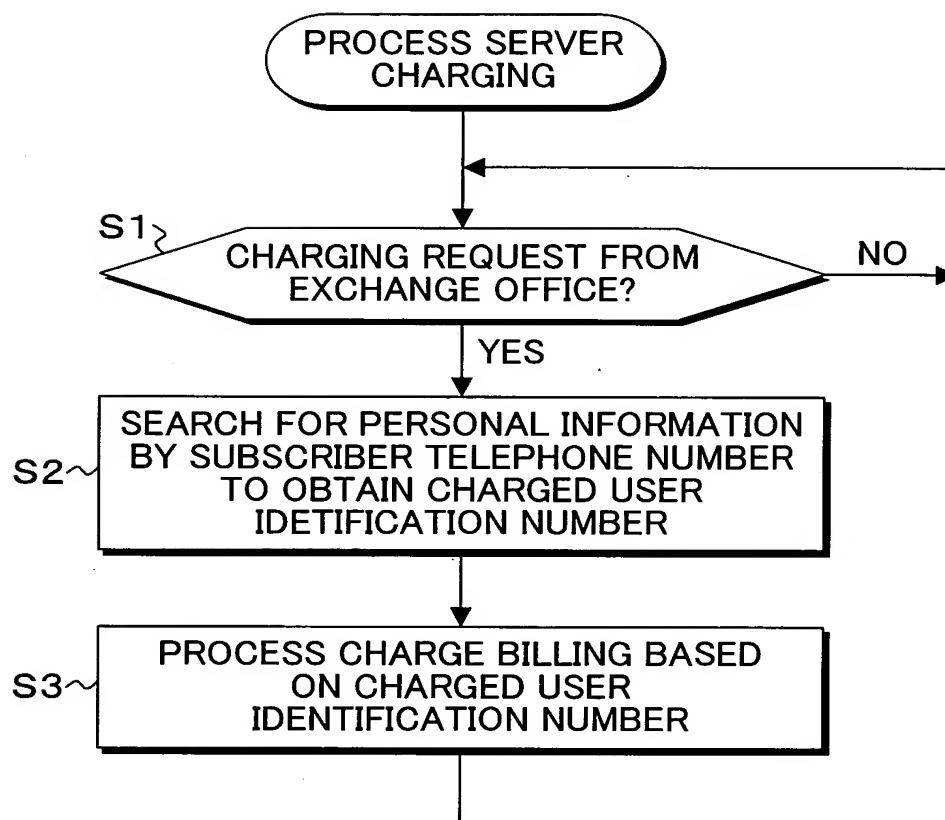 PROCESS SERVER
CHARGING
S1
CHARGING REQUEST FROM
EXCHANGE OFFICE?
NO
YES
S2
SEARCH FOR PERSONAL INFORMATION
BY SUBSCRIBER TELEPHONE NUMBER
TO OBTAIN CHARGED USER
IDETIFICATION NUMBER
S3
PROCESS CHARGE BILLING BASED
ON CHARGED USER
IDENTIFICATION NUMBER